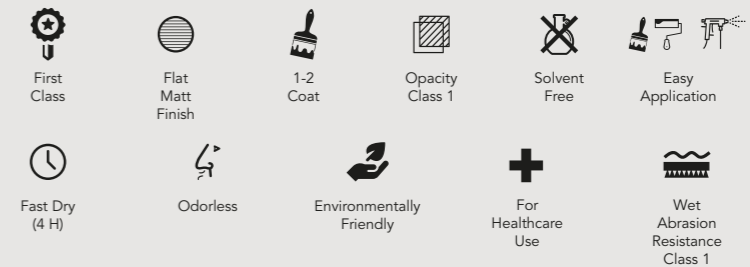 First
Class
Flat
Matt
Finish
1-2
Coat
Opacity
Class 1
Solvent
Free
Easy
Application
Fast Dry
(4 H)
Odorless
Environmentally
Friendly
For
Healthcare
Use
Wet
Abrasion
Resistance
Class 1